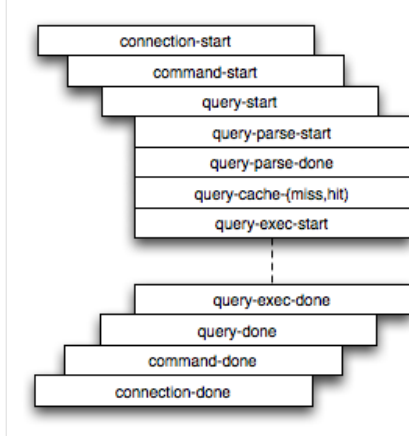 connection-start
command-start
query-start
query-parse-start
query-parse-done
query-cache-(miss,hit)
query-exec-start
query-exec-done
query-done
command-done
connection-done